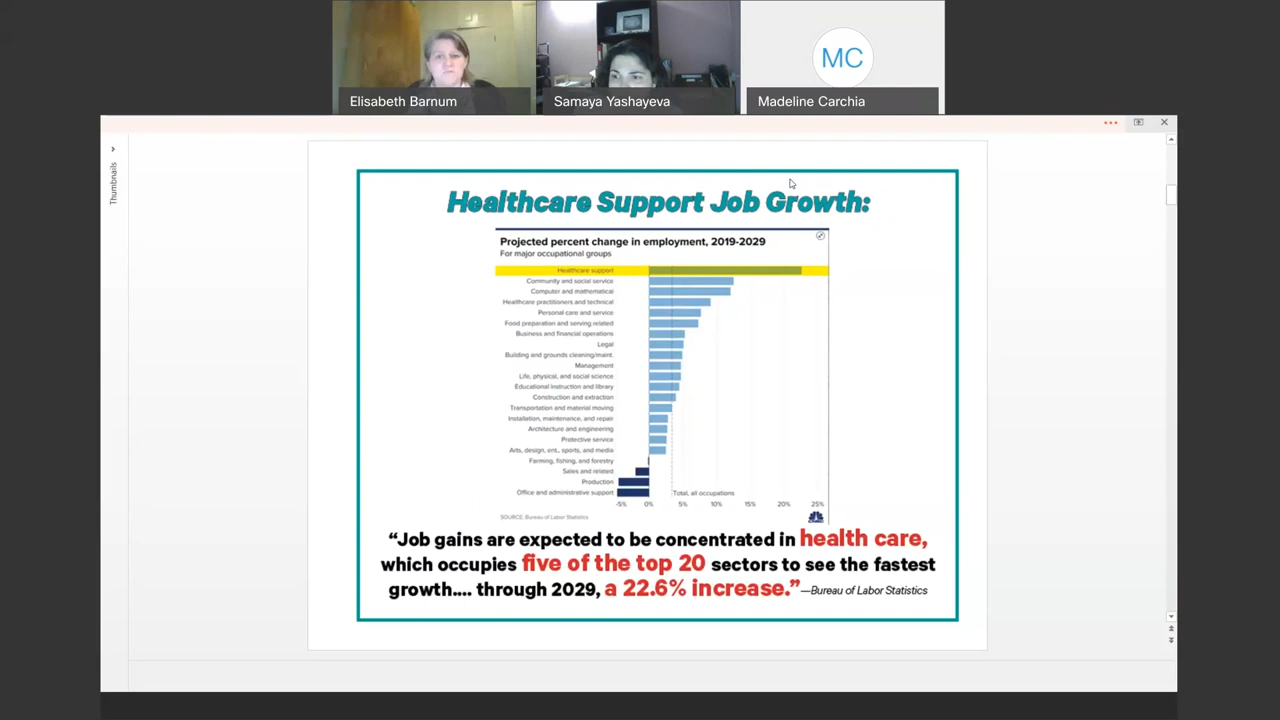 MC
Elisabeth Barnum
Samaya Yashayeva
Madeline Carchia
Thumbnails
Healthcare Support Job Growth:
Projected percent change in employment, 2019-2029
For major occupational groups
Healthcare support
Community and social service
Computer and mathematical
Healthcare practitioners and technical
Personal care and service
Food preparation and serving related
Business and financial operations
Legal
Building and grounds cleaning/maint.
Management
Life, physical, and social science
Educational instruction and library
Construction and extraction
Transportation and material moving
Installation, maintenance, and repair
Architecture and engineering
Protective service
Arts, design, ent., sports, and media
Farming, fishing, and forestry
Sales and related
Production
Office and administrative support
Total, all occupations
-5% 0% 5% 10% 15% 20% 25%
SOURCE: Bureau of Labor Statistics
CNBC
“Job gains are expected to be concentrated in health care,
which occupies five of the top 20 sectors to see the fastest
growth.... through 2029, a 22.6% increase.” —Bureau of Labor Statistics